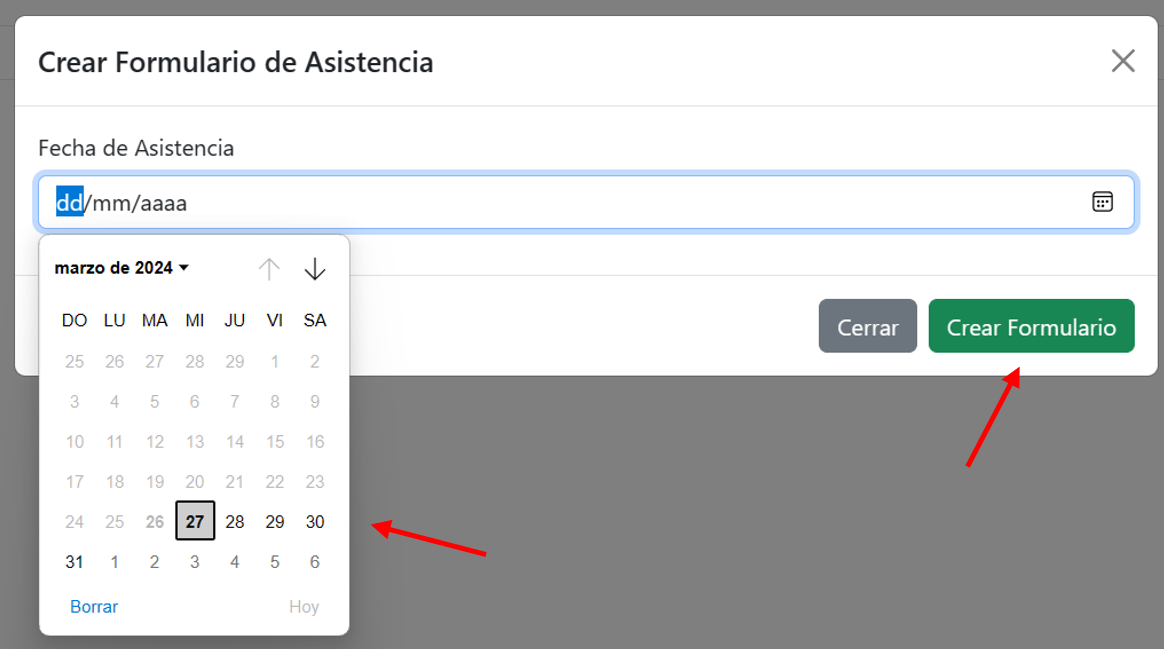 Crear Formulario de Asistencia
Fecha de Asistencia
dd/mm/aaaa
marzo de 2024
DO LU MA MI JU VI SA
25 26 27 28 29 1 2
3 4 5 6 7 8 9
10 11 12 13 14 15 16
17 18 19 20 21 22 23
24 25 26 27 28 29 30
31 1 2 3 4 5 6
Borrar Hoy
Cerrar Crear Formulario